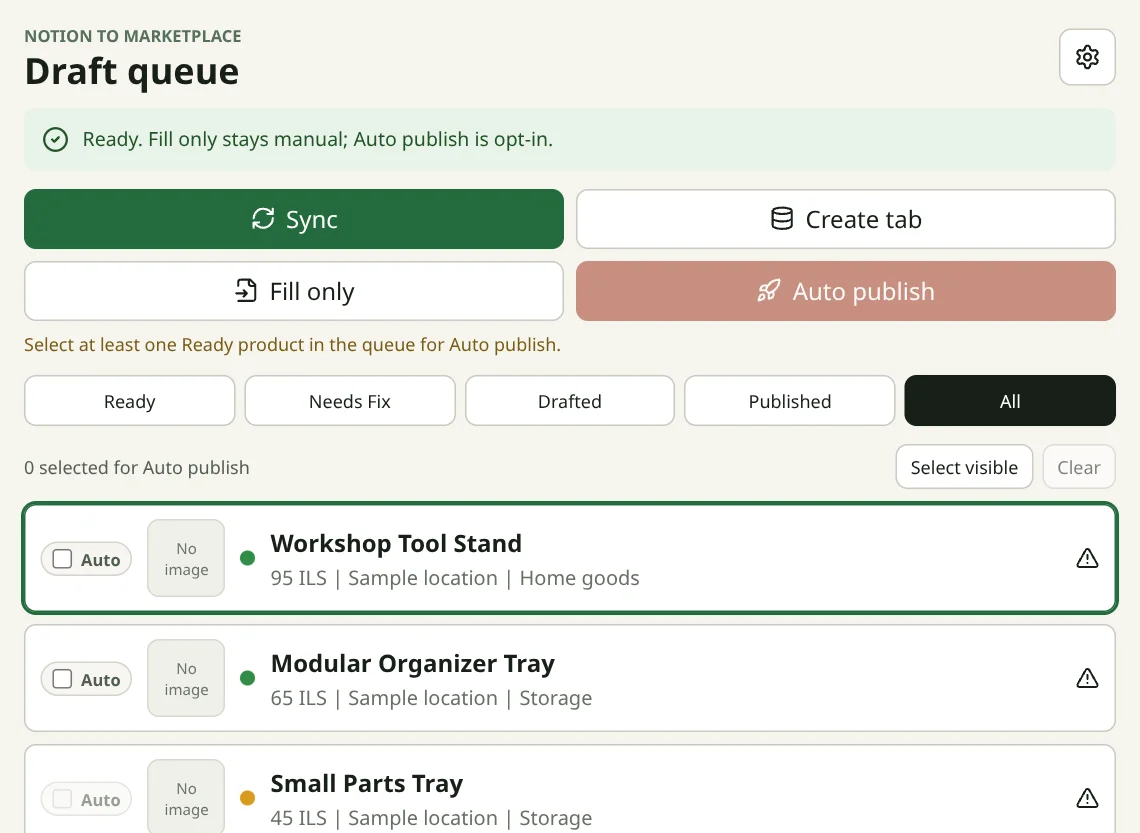 NOTION TO MARKETPLACE
Draft queue
Ready. Fill only stays manual; Auto publish is opt-in.
Sync
Create tab
Fill only
Auto publish
Select at least one Ready product in the queue for Auto publish.
Ready
Needs Fix
Drafted
Published
All
0 selected for Auto publish
Select visible
Clear
Auto
No
image
Workshop Tool Stand
95 ILS | Sample location | Home goods
Auto
No
image
Modular Organizer Tray
65 ILS | Sample location | Storage
Auto
No
image
Small Parts Tray
45 ILS | Sample location | Storage